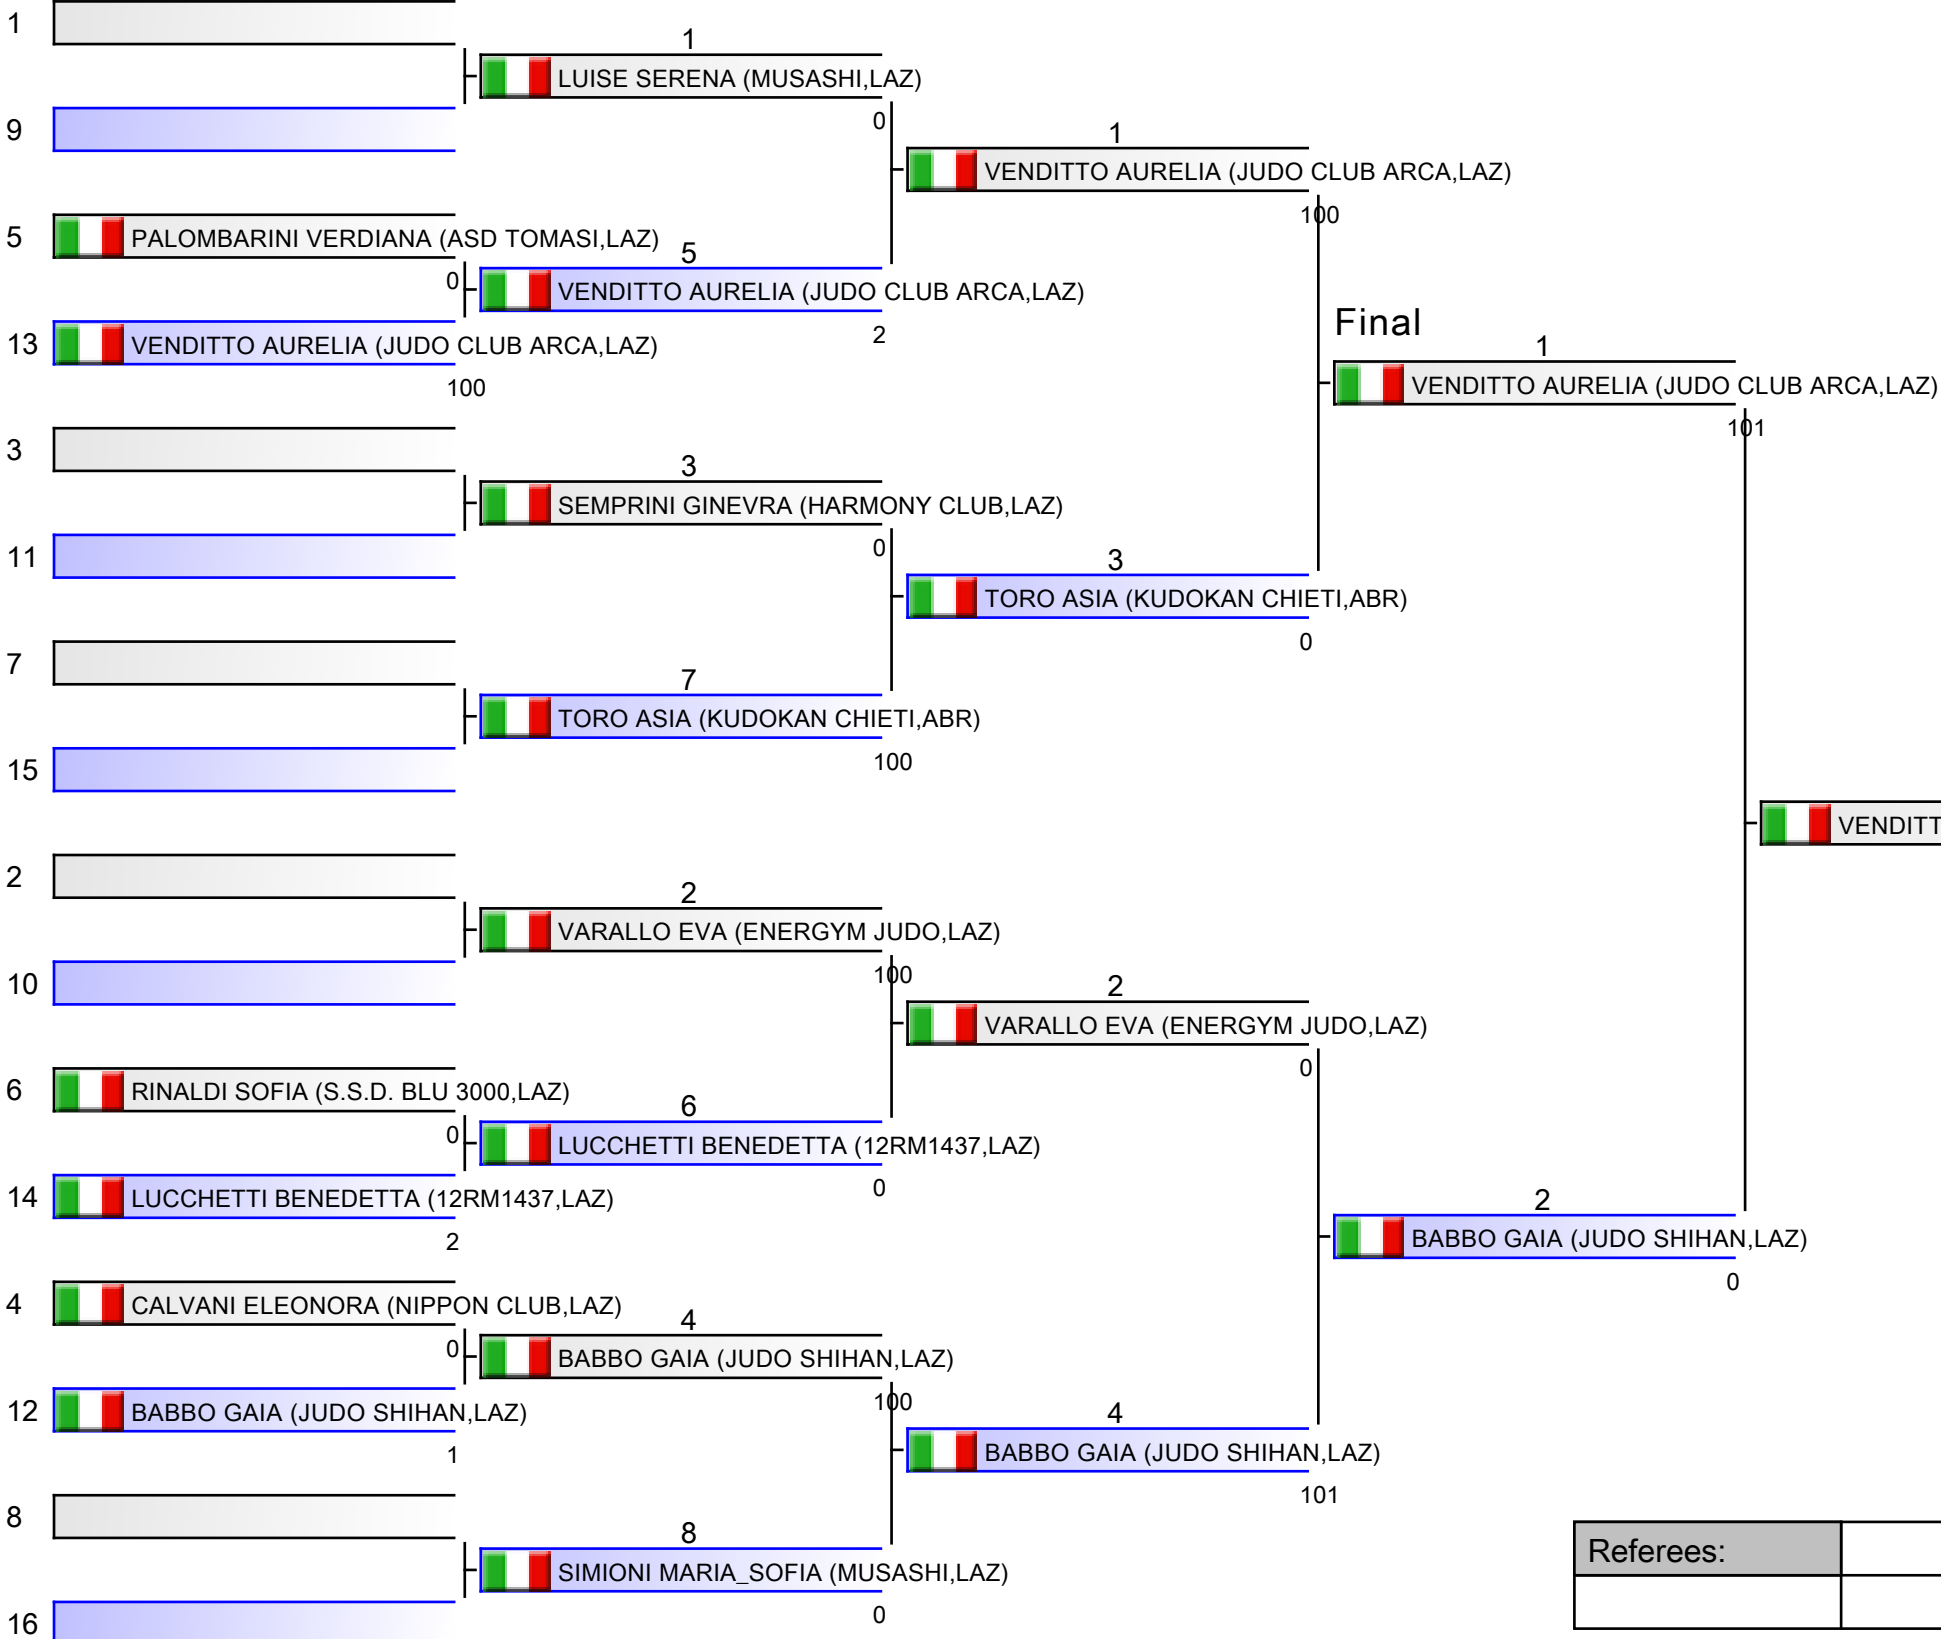 1
1
LUISE SERENA (MUSASHI,LAZ)
0
9
1
VENDITTO AURELIA (JUDO CLUB ARCA,LAZ)
100
5
PALOMBARINI VERDIANA (ASD TOMASI,LAZ)
0
5
VENDITTO AURELIA (JUDO CLUB ARCA,LAZ)
2
13
VENDITTO AURELIA (JUDO CLUB ARCA,LAZ)
100
Final
1
VENDITTO AURELIA (JUDO CLUB ARCA,LAZ)
101
3
3
SEMPRINI GINEVRA (HARMONY CLUB,LAZ)
0
11
3
TORO ASIA (KUDOKAN CHIETI,ABR)
0
7
7
TORO ASIA (KUDOKAN CHIETI,ABR)
100
15
VENDITT
2
2
VARALLO EVA (ENERGYM JUDO,LAZ)
100
10
2
VARALLO EVA (ENERGYM JUDO,LAZ)
0
6
RINALDI SOFIA (S.S.D. BLU 3000,LAZ)
0
6
LUCCHETTI BENEDETTA (12RM1437,LAZ)
0
14
LUCCHETTI BENEDETTA (12RM1437,LAZ)
2
2
BABBO GAIA (JUDO SHIHAN,LAZ)
0
4
CALVANI ELEONORA (NIPPON CLUB,LAZ)
0
4
BABBO GAIA (JUDO SHIHAN,LAZ)
100
12
BABBO GAIA (JUDO SHIHAN,LAZ)
1
4
BABBO GAIA (JUDO SHIHAN,LAZ)
101
8
8
SIMIONI MARIA_SOFIA (MUSASHI,LAZ)
0
16
Referees: